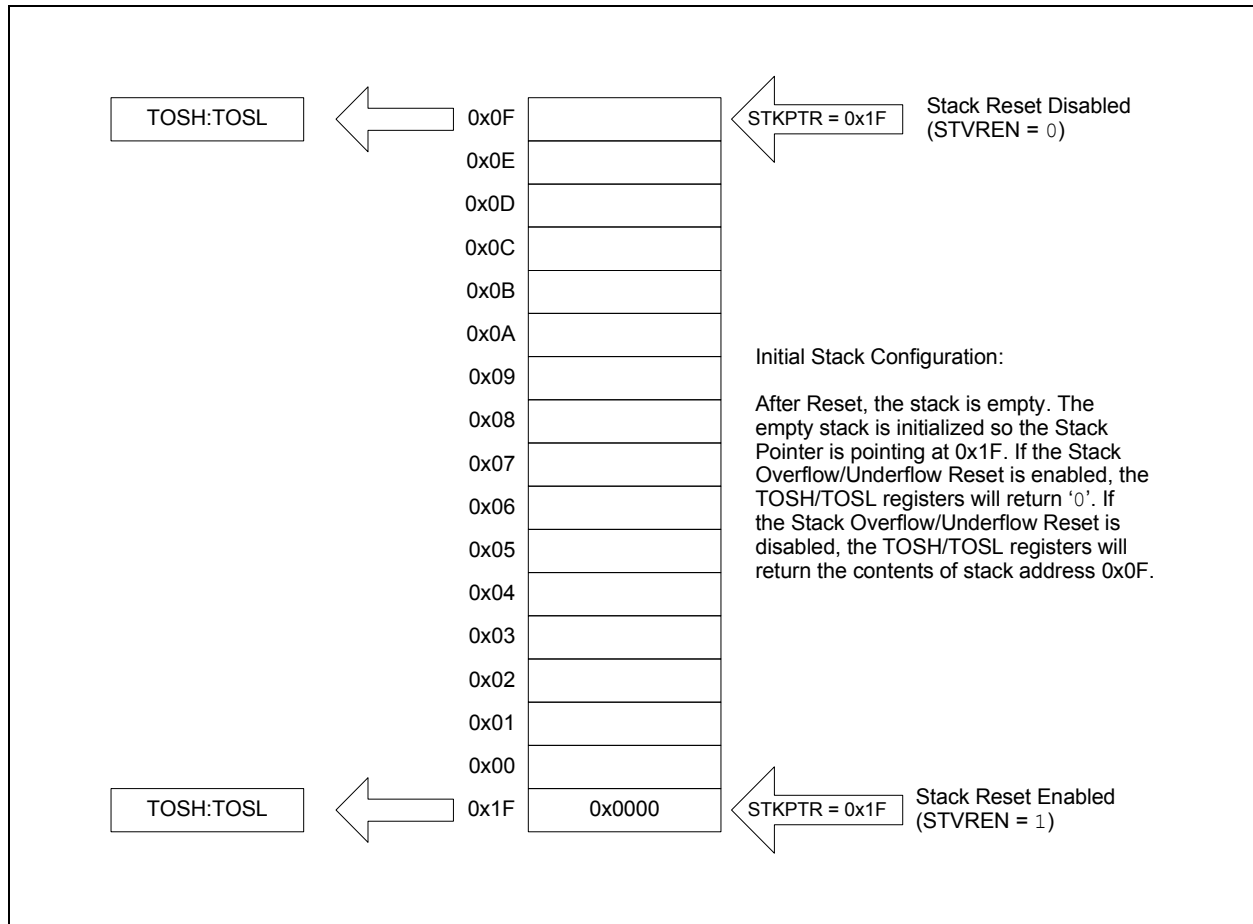 TOSH:TOSL
0x0F
STKPTR = 0x1F
Stack Reset Disabled
(STVREN = 0)
0x0E
0x0D
0x0C
0x0B
0x0A
0x09
0x08
0x07
0x06
0x05
0x04
0x03
0x02
0x01
0x00
Initial Stack Configuration:
After Reset, the stack is empty. The
empty stack is initialized so the Stack
Pointer is pointing at 0x1F. If the Stack
Overflow/Underflow Reset is enabled, the
TOSH/TOSL registers will return ‘0’. If
the Stack Overflow/Underflow Reset is
disabled, the TOSH/TOSL registers will
return the contents of stack address 0x0F.
TOSH:TOSL
0x1F
0x0000
STKPTR = 0x1F
Stack Reset Enabled
(STVREN = 1)